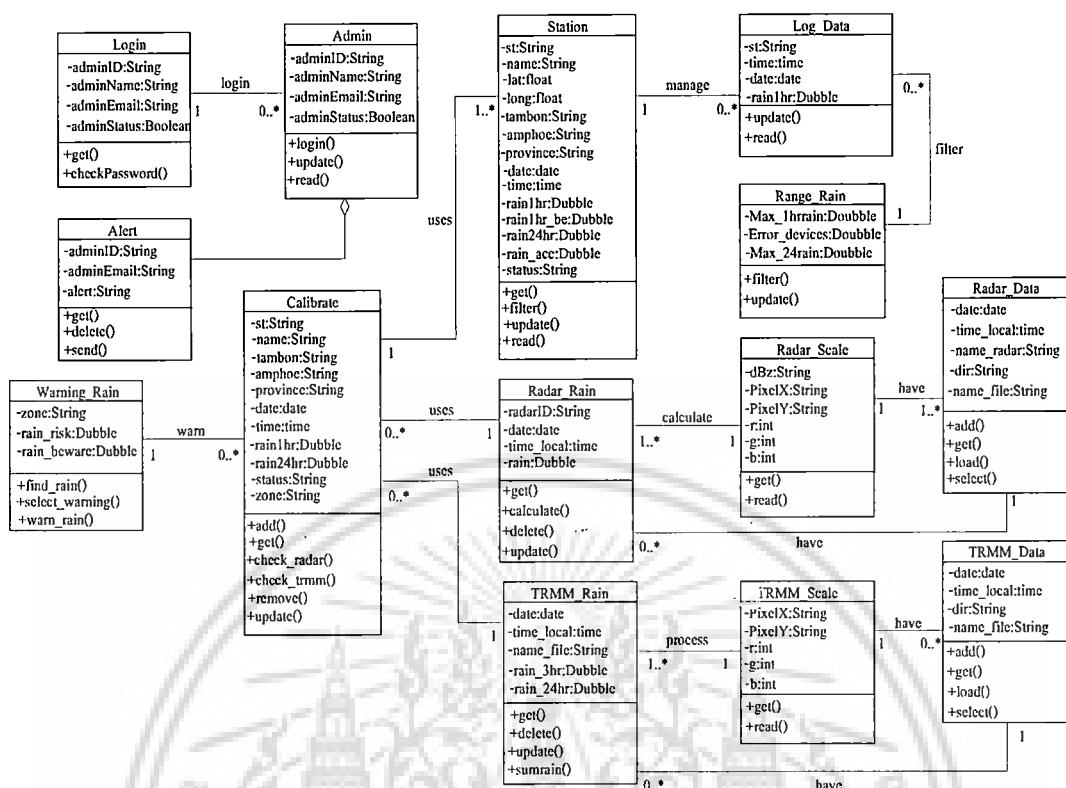 Login
-adminID:String
-adminName:String
-adminEmail:String
-adminStatus:Boolean
+get()
+checkPassword()
login
1
0..*
Admin
-adminID:String
-adminName:String
-adminEmail:String
-adminStatus:Boolean
+login()
+update()
+read()
Alert
-adminID:String
-adminEmail:String
-alert:String
+get()
+delete()
+send()
Station
-st:String
-name:String
-lat:float
-long:float
-tambon:String
-amphoe:String
-province:String
-date:date
-time:time
-rain1hr:Dubble
-rain1hr_be:Dubble
-rain24hr:Dubble
-rain_acc:Dubble
-status:String
+get()
+filter()
+update()
+read()
1..*
uses
1
manage
1
0..*
Log_Data
-st:String
-time:time
-date:date
-rain1hr:Dubble
+update()
+read()
0..*
filter
1
Range_Rain
-Max_1hrrain:Doubble
-Error_devices:Doubble
-Max_24rain:Doubble
+filter()
+update()
Calibrate
-st:String
-name:String
-tambon:String
-amphoe:String
-province:String
-date:date
-time:time
-rain1hr:Dubble
-rain24hr:Dubble
-status:String
-zone:String
+add()
+get()
+check_radar()
+check_trmm()
+remove()
+update()
Warning_Rain
-zone:String
-rain_risk:Dubble
-rain_beware:Dubble
+find_rain()
+select_warning()
+warn_rain()
warn
1
0..*
uses
0..*
1
uses
0..*
1
Radar_Rain
-radarID:String
-date:date
-time_local:time
-rain:Dubble
+get()
+calculate()
+delete()
+update()
calculate
1..*
1
Radar_Scale
-dBz:String
-PixelX:String
-PixelY:String
-r:int
-g:int
-b:int
+get()
+read()
have
1
1..*
Radar_Data
-date:date
-time_local:time
-name_radar:String
-dir:String
-name_file:String
+add()
+get()
+load()
+select()
1
0..*
have
TRMM_Rain
-date:date
-time_local:time
-name_file:String
-rain_3hr:Dubble
-rain_24hr:Dubble
+get()
+delete()
+update()
+sumrain()
process
1..*
1
TRMM_Scale
-PixelX:String
-PixelY:String
-r:int
-g:int
-b:int
+get()
+read()
have
1
0..*
TRMM_Data
-date:date
-time_local:time
-dir:String
-name_file:String
+add()
+get()
+load()
+select()
1
0..*
have